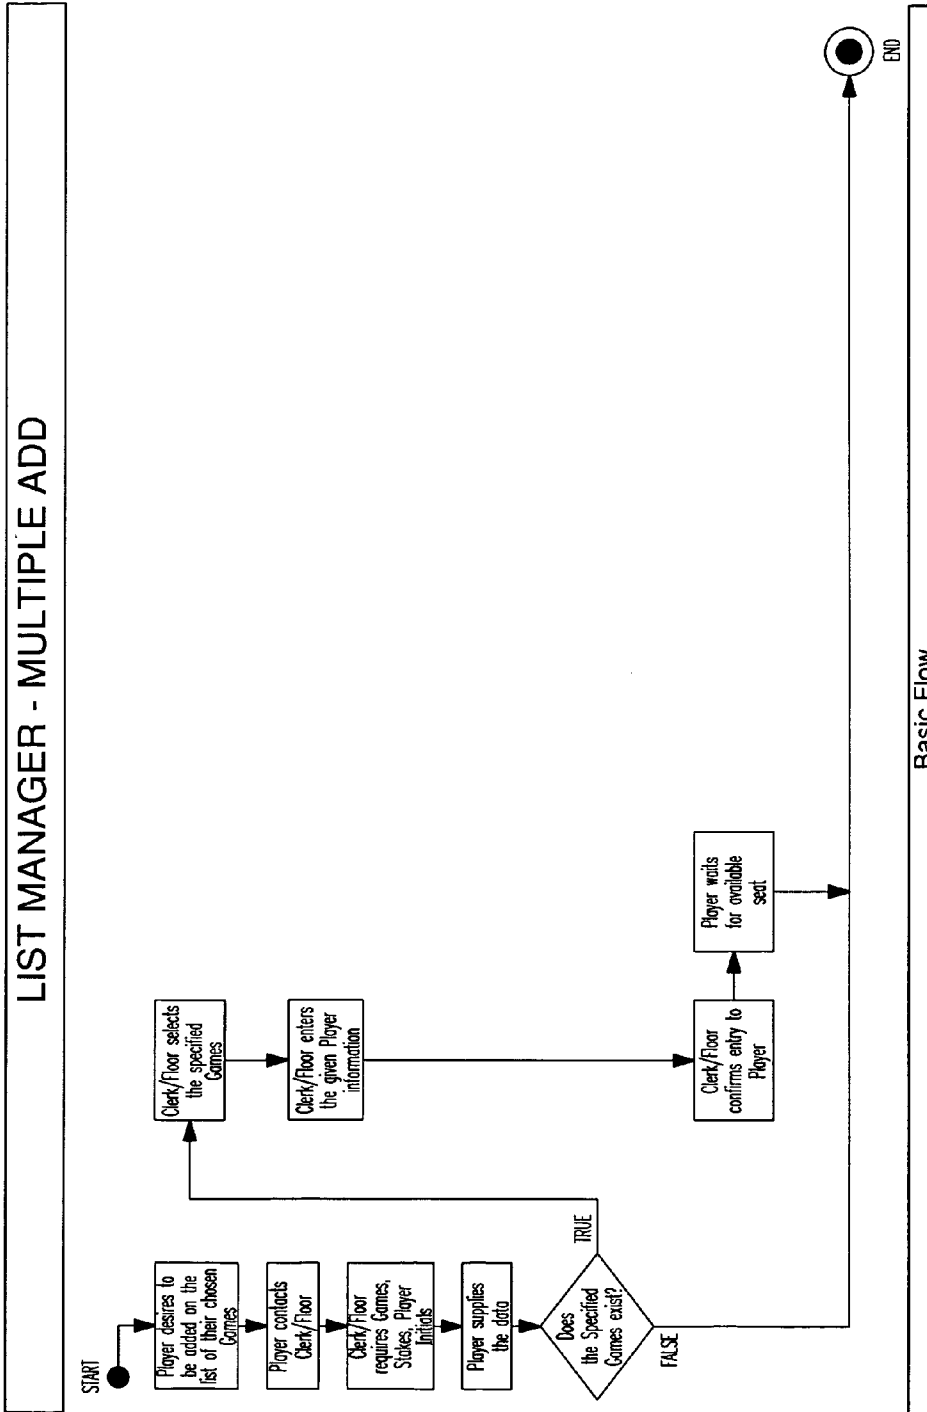 LIST MANAGER - MULTIPLE ADD
START
Player desires to
be added on the
list of their chosen
Games
Player contacts
Clerk/Floor
Clerk/Floor
requires Games,
Stakes, Player
Initials
Player supplies
the data
Does
the Specified
Games exist?
TRUE
FALSE
Clerk/Floor selects
the specified
Games
Clerk/Floor enters
the given Player
information
Clerk/Floor
confirms entry to
Player
Player waits
for available
seat
END
Basic Flow